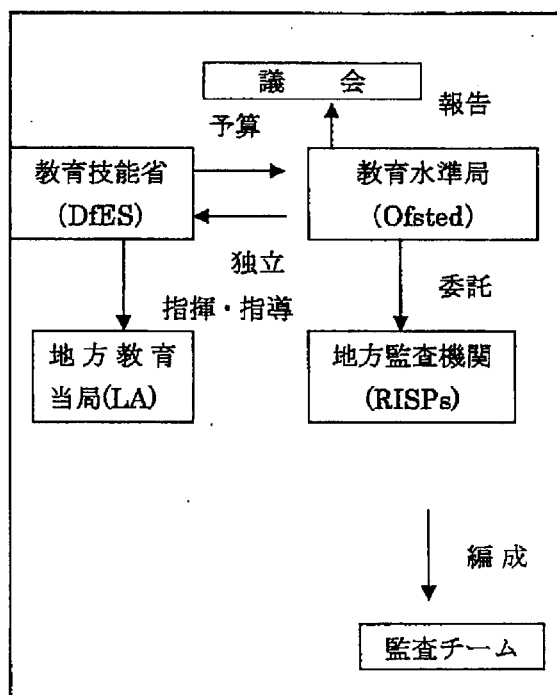 議会
報告
予算
教育技能省
(DfES)
教育水準局
(Ofsted)
独立
指揮・指導
委託
地方教育
当局(LA)
地方監査機関
(RISPs)
編成
監査チーム